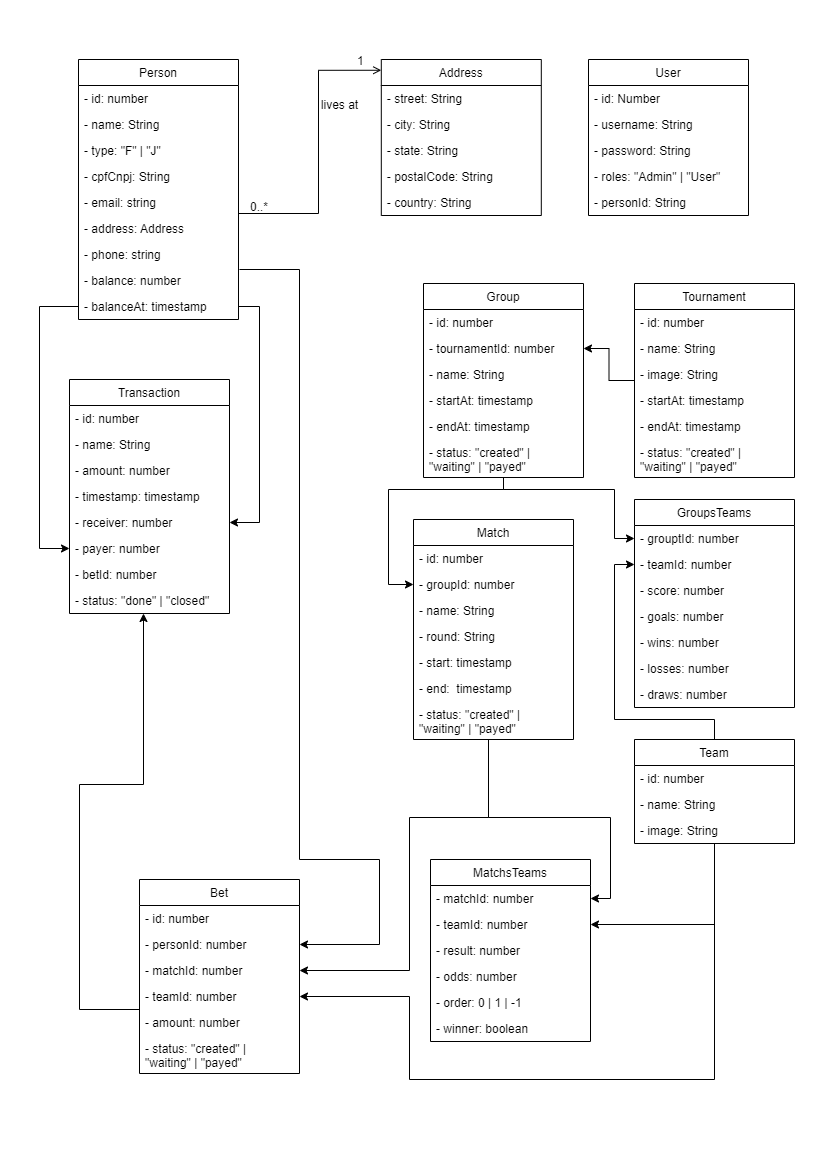 Person
- id: number
- name: String
- type: "F" | "J"
- cpfCnpj: String
- email: string
- address: Address
- phone: string
- balance: number
- balanceAt: timestamp
1
lives at
0..*
Address
- street: String
- city: String
- state: String
- postalCode: String
- country: String
User
- id: Number
- username: String
- password: String
- roles: "Admin" | "User"
- personId: String
Group
- id: number
- tournamentId: number
- name: String
- startAt: timestamp
- endAt: timestamp
- status: "created" |
"waiting" | "payed"
Tournament
- id: number
- name: String
- image: String
- startAt: timestamp
- endAt: timestamp
- status: "created" |
"waiting" | "payed"
Transaction
- id: number
- name: String
- amount: number
- timestamp: timestamp
- receiver: number
- payer: number
- betId: number
- status: "done" | "closed"
Match
- id: number
- groupId: number
- name: String
- round: String
- start: timestamp
- end:  timestamp
- status: "created" |
"waiting" | "payed"
GroupsTeams
- grouptId: number
- teamId: number
- score: number
- goals: number
- wins: number
- losses: number
- draws: number
Team
- id: number
- name: String
- image: String
Bet
- id: number
- personId: number
- matchId: number
- teamId: number
- amount: number
- status: "created" |
"waiting" | "payed"
MatchsTeams
- matchId: number
- teamId: number
- result: number
- odds: number
- order: 0 | 1 | -1
- winner: boolean